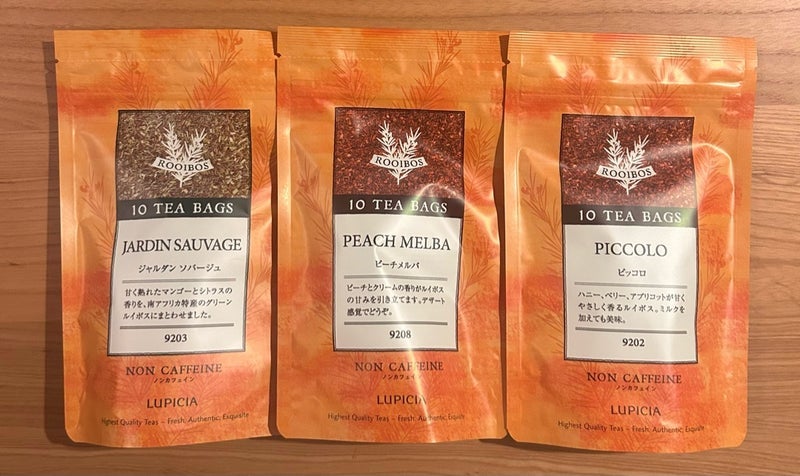 ROOIBOS
10 TEA BAGS
JARDIN SAUVAGE
ジャルダン ソバージュ
甘く熟れたマンゴーとシトラスの
香りを、南アフリカ特産のグリーン
ルイボスにまとわせました。
9203
NON CAFFEINE
ノンカフェイン
LUPICIA
Highest Quality Teas – Fresh, Authentic, Exquisite
ROOIBOS
10 TEA BAGS
PEACH MELBA
ピーチメルバ
ピーチとクリームの香りがルイボス
の甘みを引き立てます。デザート
感覚でどうぞ。
9208
NON CAFFEINE
ノンカフェイン
LUPICIA
Highest Quality Teas – Fresh, Authentic, Exquisite
ROOIBOS
10 TEA BAGS
PICCOLO
ピッコロ
ハニー、ベリー、アプリコットが甘く
やさしく香るルイボス。ミルクを
加えても美味。
9202
NON CAFFEINE
ノンカフェイン
LUPICIA
Highest Quality Teas – Fresh, Authentic, Exquisite